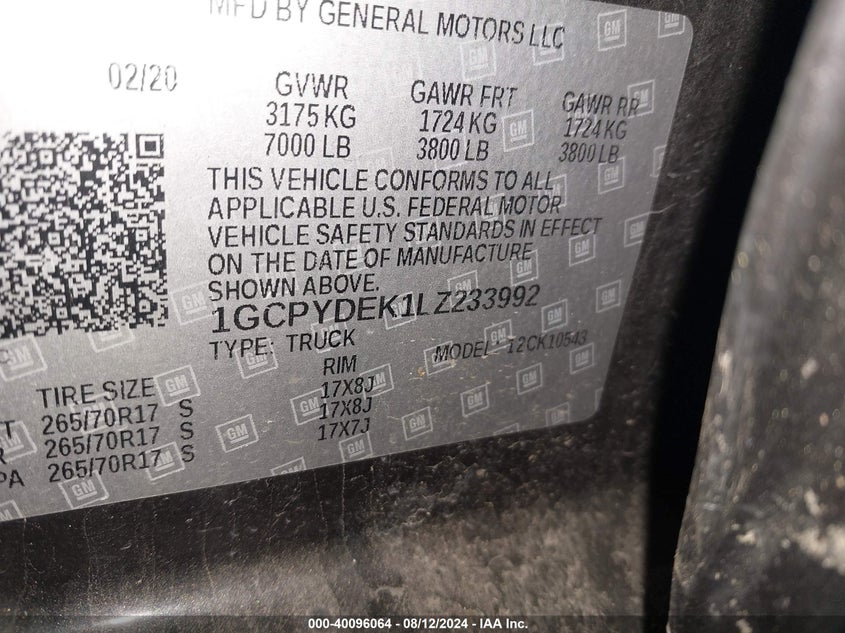 MFD BY GENERAL MOTORS LLC
02/20
GVWR GAWR FRT GAWR RR
3175 KG 1724 KG 1724 KG
7000 LB 3800 LB 3800 LB
THIS VEHICLE CONFORMS TO ALL
APPLICABLE U.S. FEDERAL MOTOR
VEHICLE SAFETY STANDARDS IN EFFECT
ON THE DATE OF MANUFACTURE
SHOWN ABOVE.
1GCPYDEK1LZ233992
TYPE: TRUCK MODEL - 12CK10543
TIRE SIZE RIM
265/70R17 S 17X8J
265/70R17 S 17X8J
265/70R17 S 17X7J
GM
000-40096064 - 08/12/2024 - IAA Inc.